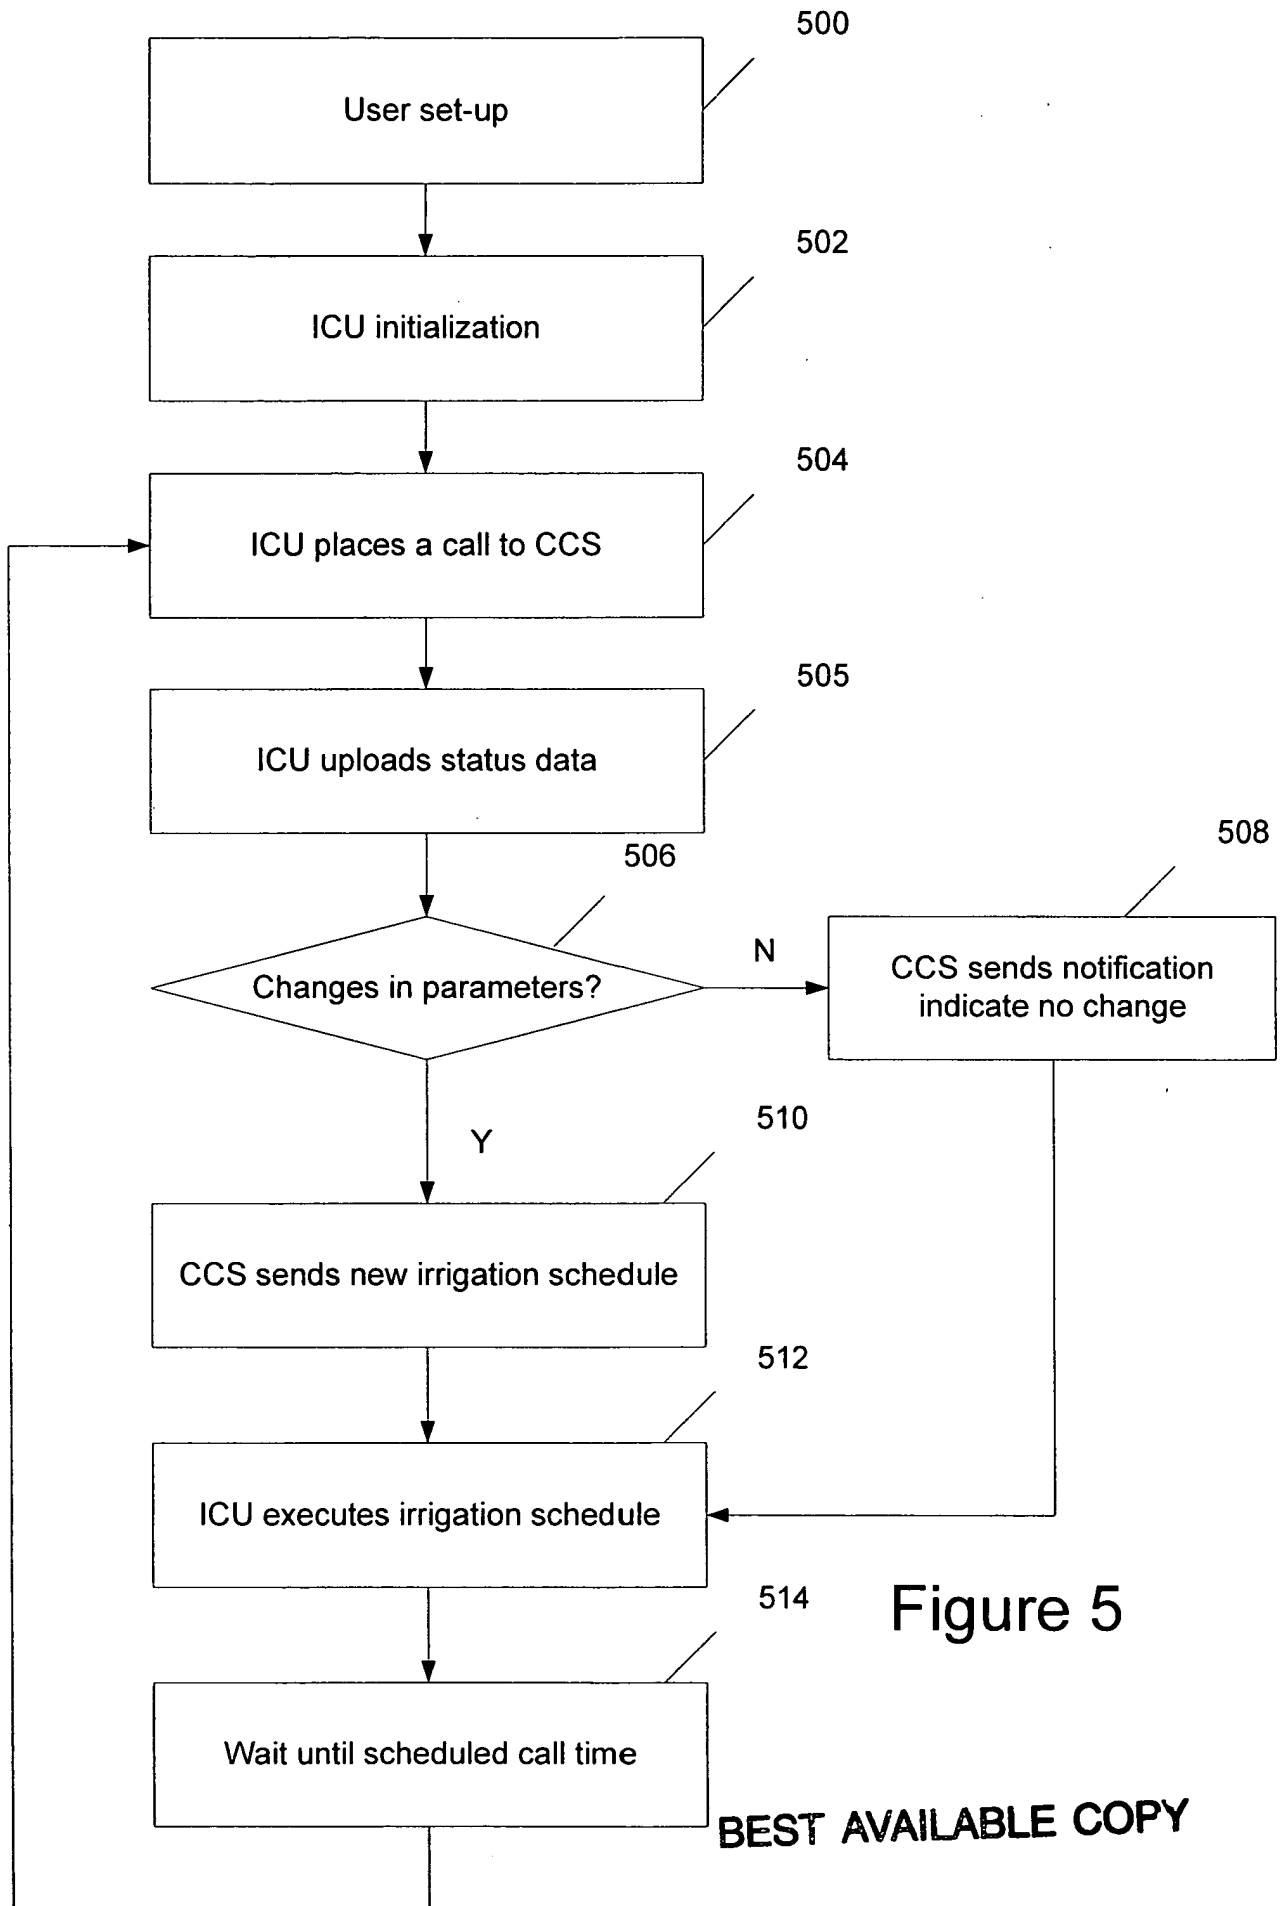 500
User set-up
502
ICU initialization
504
ICU places a call to CCS
505
ICU uploads status data
506
508
Changes in parameters?
N
CCS sends notification
indicate no change
Y
510
CCS sends new irrigation schedule
512
ICU executes irrigation schedule
514
Figure 5
Wait until scheduled call time
BEST AVAILABLE COPY